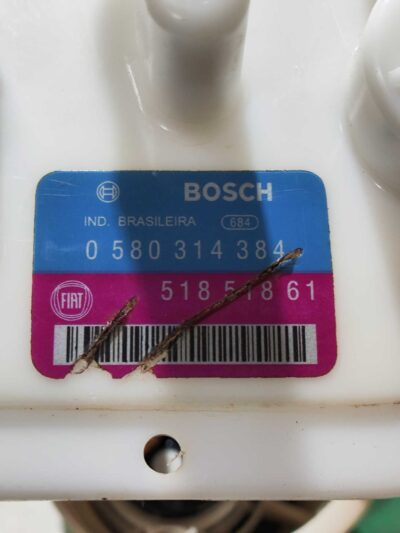 BOSCH
IND. BRASILEIRA 684
0 580 314 384
FIAT 518 518 61